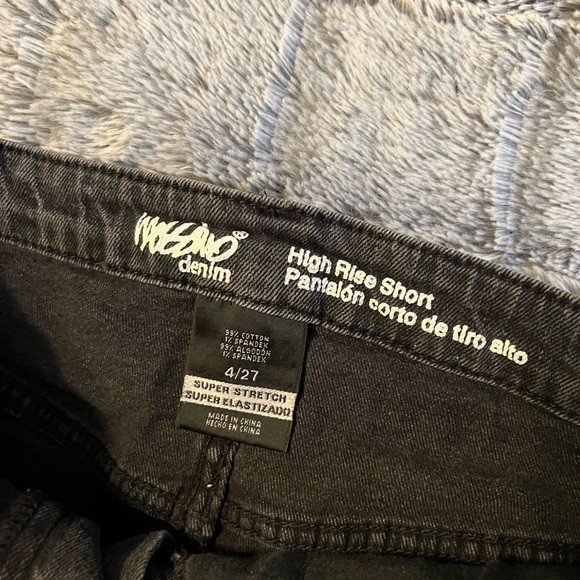 MOSSIMO®
denim
High Rise Short
Pantalón corto de tiro alto
99% COTTON
1% SPANDEX
99% ALGODÓN
1% SPANDEX
4/27
SUPER STRETCH
SUPER ELASTIZADO
MADE IN CHINA
HECHO EN CHINA